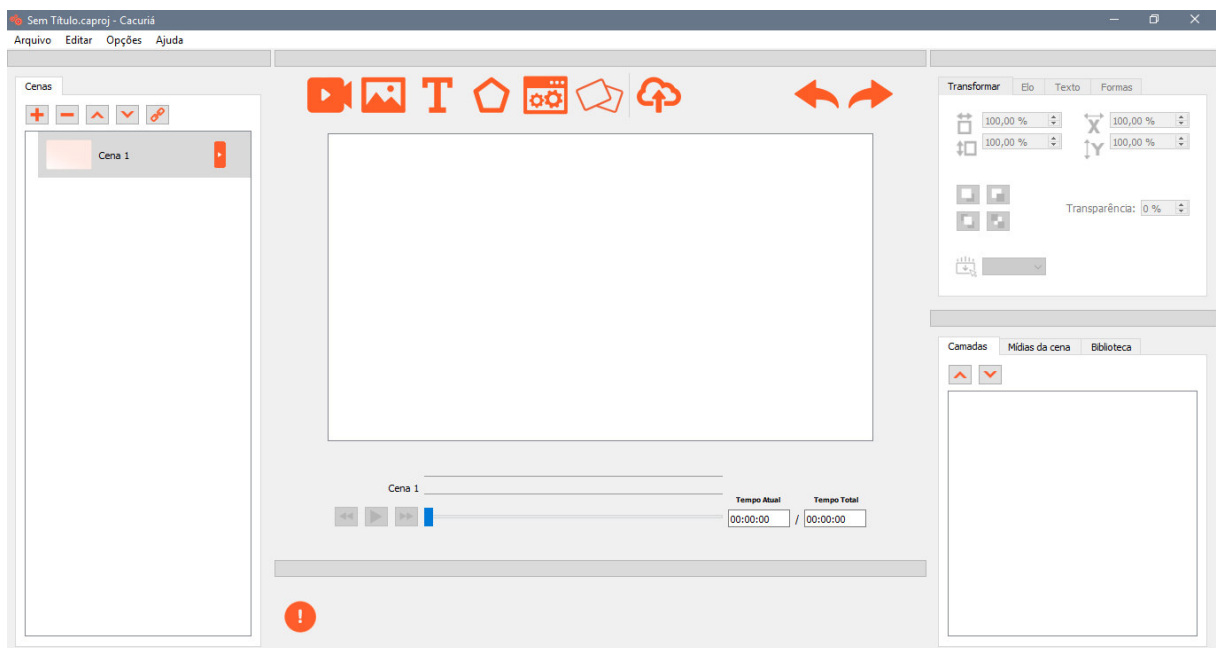 Sem Título.caproj - Cacuriá
Arquivo Editar Opções Ajuda
Cenas
Cena 1
Cena 1
Tempo Atual Tempo Total
00:00:00 / 00:00:00
Transformar Elo Texto Formas
100,00 % X 100,00 %
100,00 % Y 100,00 %
Transparência: 0 %
Camadas Mídias da cena Biblioteca